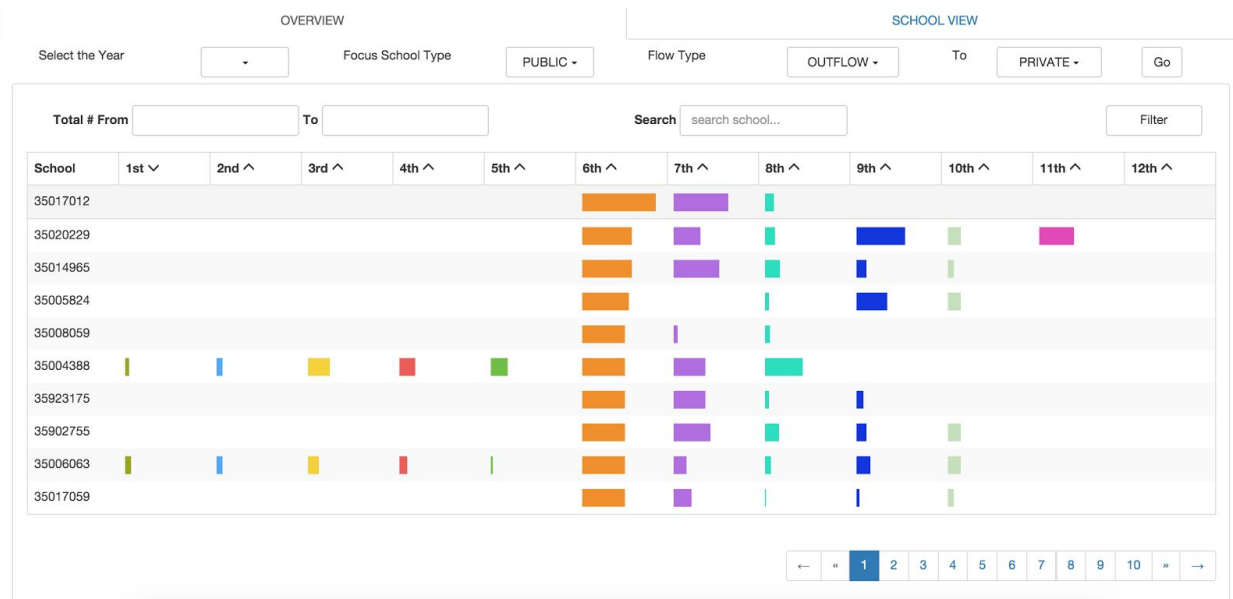 OVERVIEW SCHOOL VIEW
Select the Year Focus School Type PUBLIC Flow Type OUTFLOW To PRIVATE Go
Total # From To Search search school... Filter
School 1st 2nd 3rd 4th 5th 6th 7th 8th 9th 10th 11th 12th
35017012
35020229
35014965
35005824
35008059
35004388
35923175
35902755
35006063
35017059
← « 1 2 3 4 5 6 7 8 9 10 » →